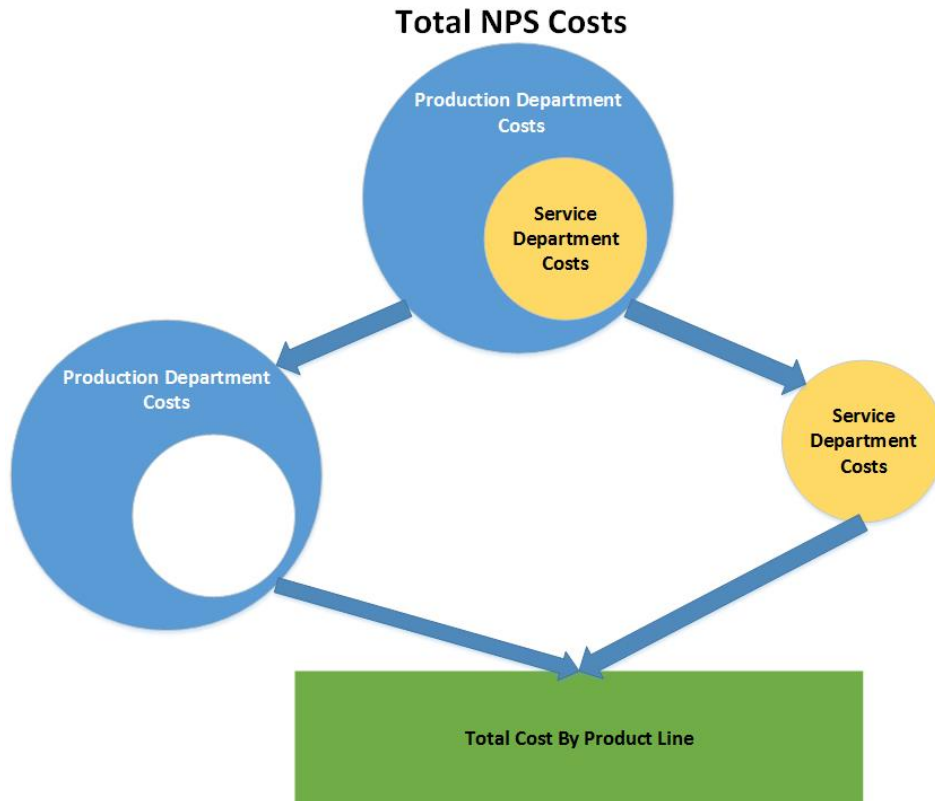 Total NPS Costs
Production Department
Costs
Service
Department
Costs
Production Department
Costs
Service
Department
Costs
Total Cost By Product Line